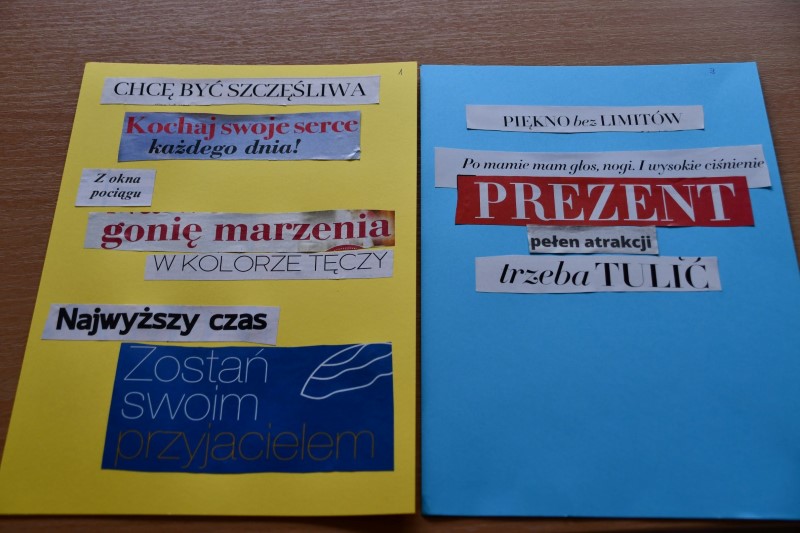 CHCĘ BYĆ SZCZĘŚLIWA
Kochaj swoje serce
każdego dnia!
Z okna
pociągu
gonię marzenia
W KOLORZE TĘCZY
Najwyższy czas
Zostań
swoim
przyjacielem
PIĘKNO bez LIMITÓW
Po mamie mam głos, nogi. I wysokie ciśnienie
PREZENT
pełen atrakcji
trzeba TULIĆ